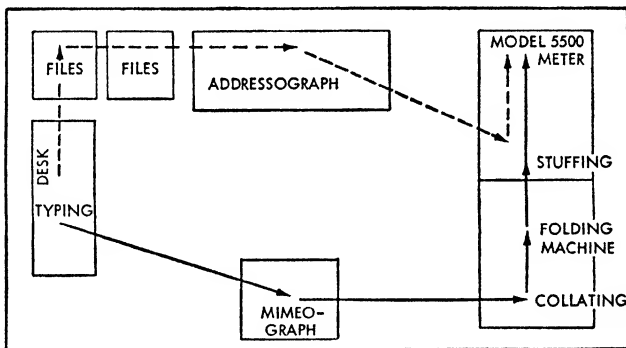 FILES
FILES
ADDRESSOGRAPH
MODEL 5500
METER
DESK
TYPING
STUFFING
FOLDING
MACHINE
COLLATING
MIMEO-
GRAPH